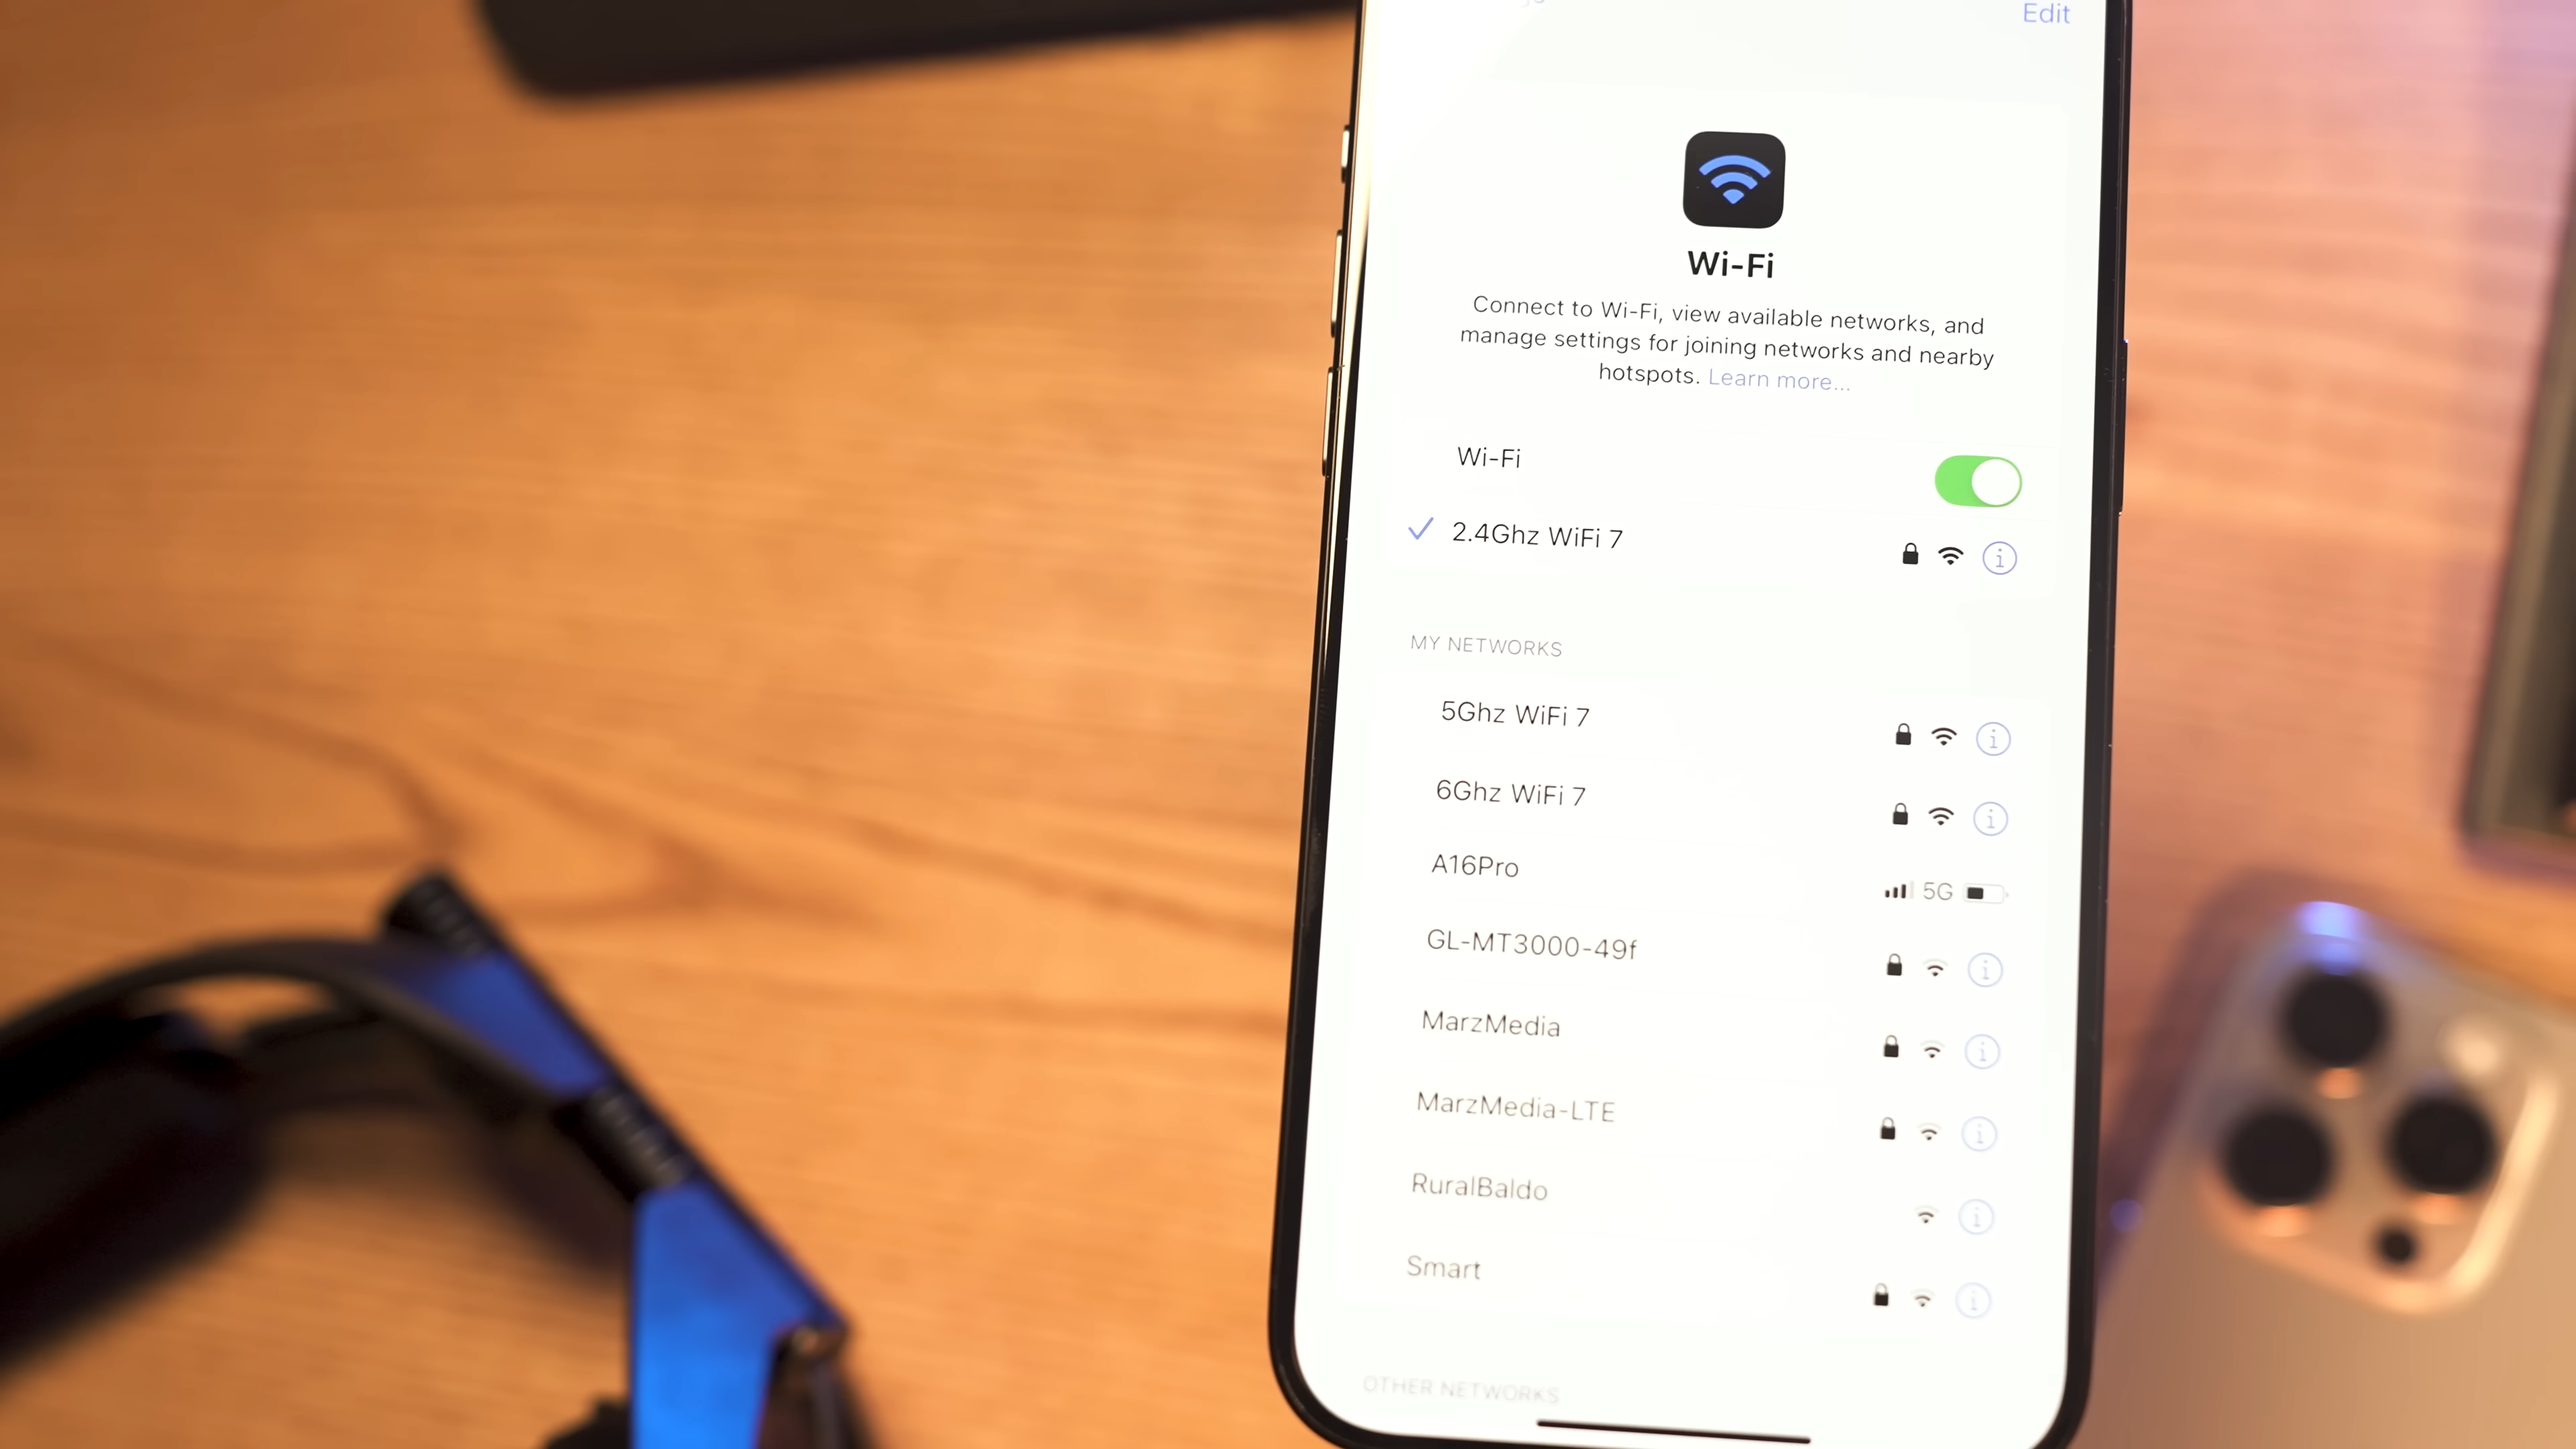 Edit
Wi-Fi
Connect to Wi-Fi, view available networks, and
manage settings for joining networks and nearby
hotspots. Learn more...
Wi-Fi
2.4Ghz WiFi 7
MY NETWORKS
5Ghz WiFi 7
6Ghz WiFi 7
A16Pro 5G
GL-MT3000-49f
MarzMedia
MarzMedia-LTE
RuralBaldo
Smart
OTHER NETWORKS